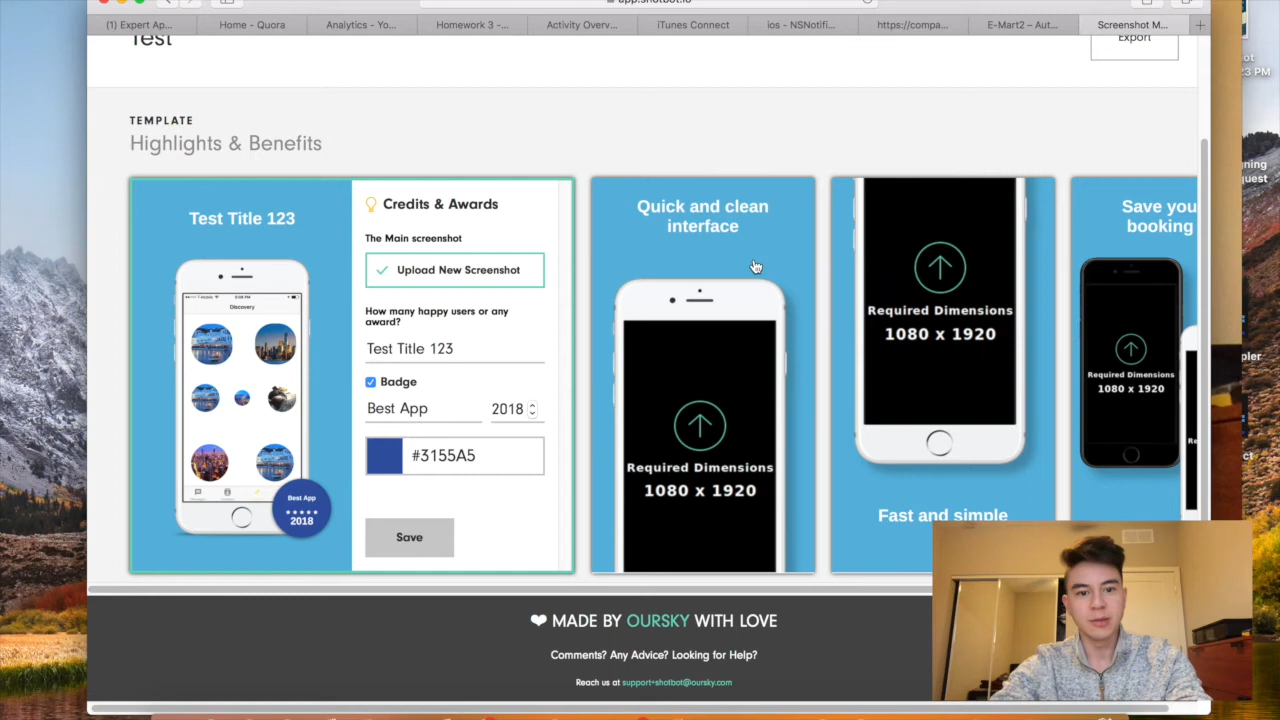 app.shotbot.io
(1) Expert Ap...
Home - Quora
Analytics - Yo...
Homework 3 -...
Activity Overv...
iTunes Connect
ios - NSNotifi...
https://compa...
E-Mart2 – Aut...
Screenshot M...
Test
Export
TEMPLATE
Highlights & Benefits
Test Title 123
Discovery
Best App
2018
Credits & Awards
The Main screenshot
Upload New Screenshot
How many happy users or any
award?
Test Title 123
Badge
Best App
2018
#3155A5
Save
Quick and clean
interface
Required Dimensions
1080 x 1920
Required Dimensions
1080 x 1920
Fast and simple
Save you
booking
Required Dimensions
1080 x 1920
MADE BY OURSKY WITH LOVE
Comments? Any Advice? Looking for Help?
Reach us at support+shotbot@oursky.com